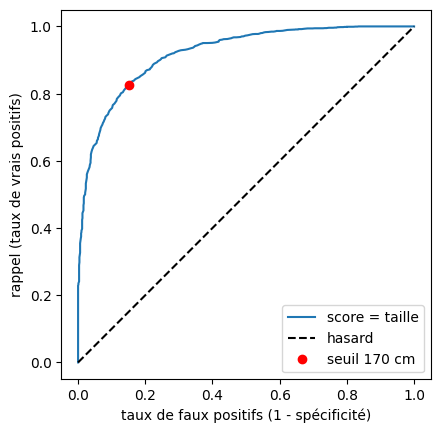 1.0
0.8
0.6
0.4
0.2
0.0
rappel (taux de vrais positifs)
score = taille
hasard
seuil 170 cm
0.0 0.2 0.4 0.6 0.8 1.0
taux de faux positifs (1 - spécificité)